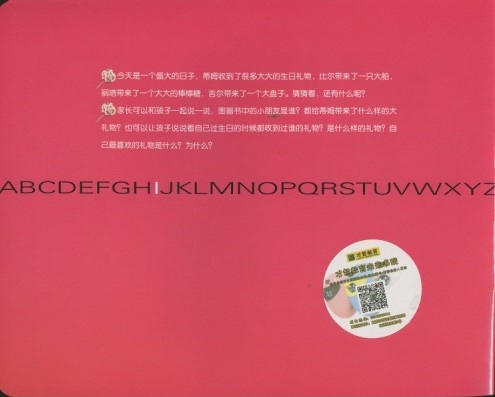 今天是一个盛大的日子，蒂姆收到了很多大大的生日礼物，比尔带来了一只大船，
丽塔带来了一个大大的棒棒糖，吉尔带来了一个大盘子。猜猜看，还有什么呢？
家长可以和孩子一起说一说，图画书中的小朋友是谁？都给蒂姆带来了什么样的大
礼物？也可以让孩子说说看自己过生日的时候都收到过谁的礼物？是什么样的礼物？自
己最喜欢的礼物是什么？为什么？
ABCDEFGHIJKLMNOPQRSTUVWXYZ